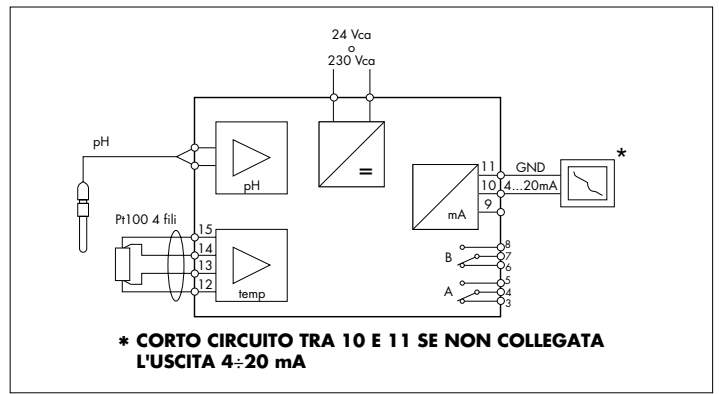 24 Vca
o
230 Vca
pH
pH
=
11 GND
10 4...20mA
9
mA
*
Pt100 4 fili
15
14
13
12
temp
8
B 7
6
5
A 4
3
* CORTO CIRCUITO TRA 10 E 11 SE NON COLLEGATA
L'USCITA 4÷20 mA